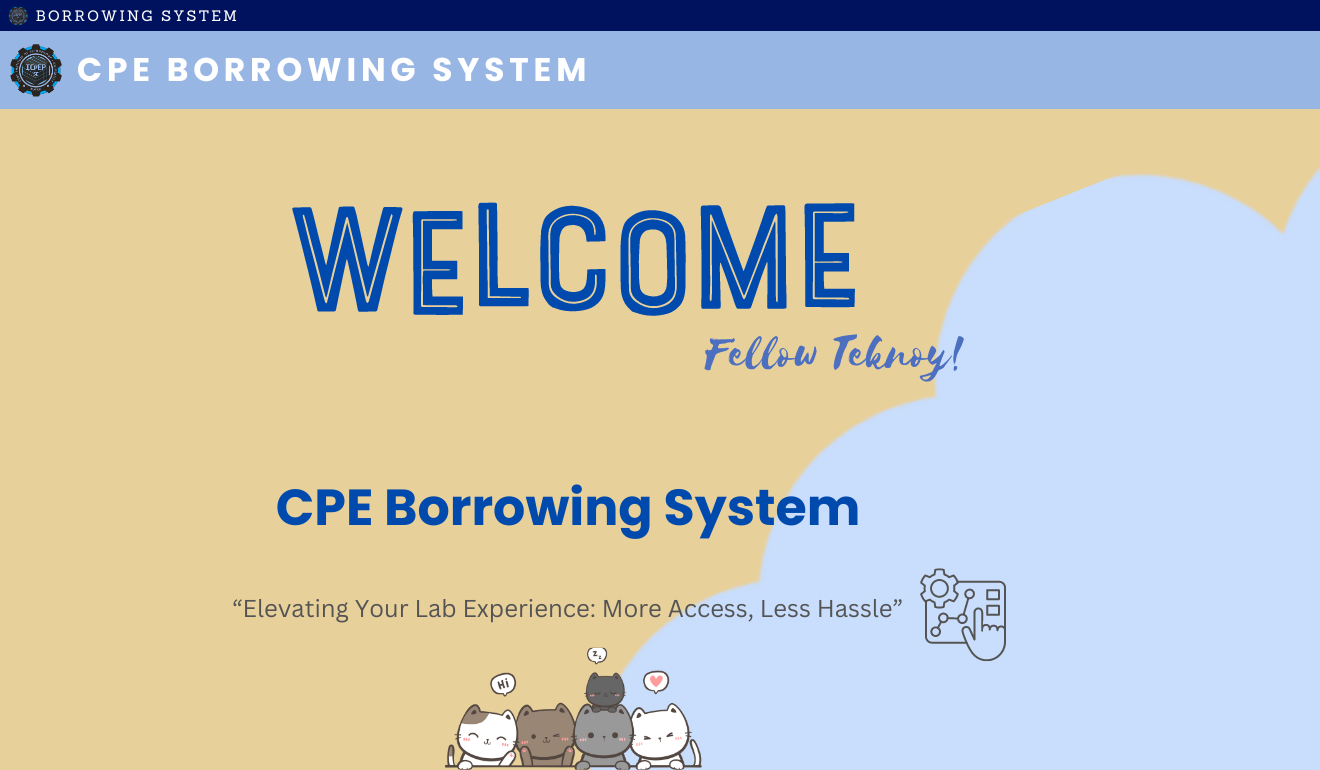 BORROWING SYSTEM
CPE BORROWING SYSTEM
WELCOME
Fellow Teknoy!
CPE Borrowing System
“Elevating Your Lab Experience: More Access, Less Hassle”
z z
Hi